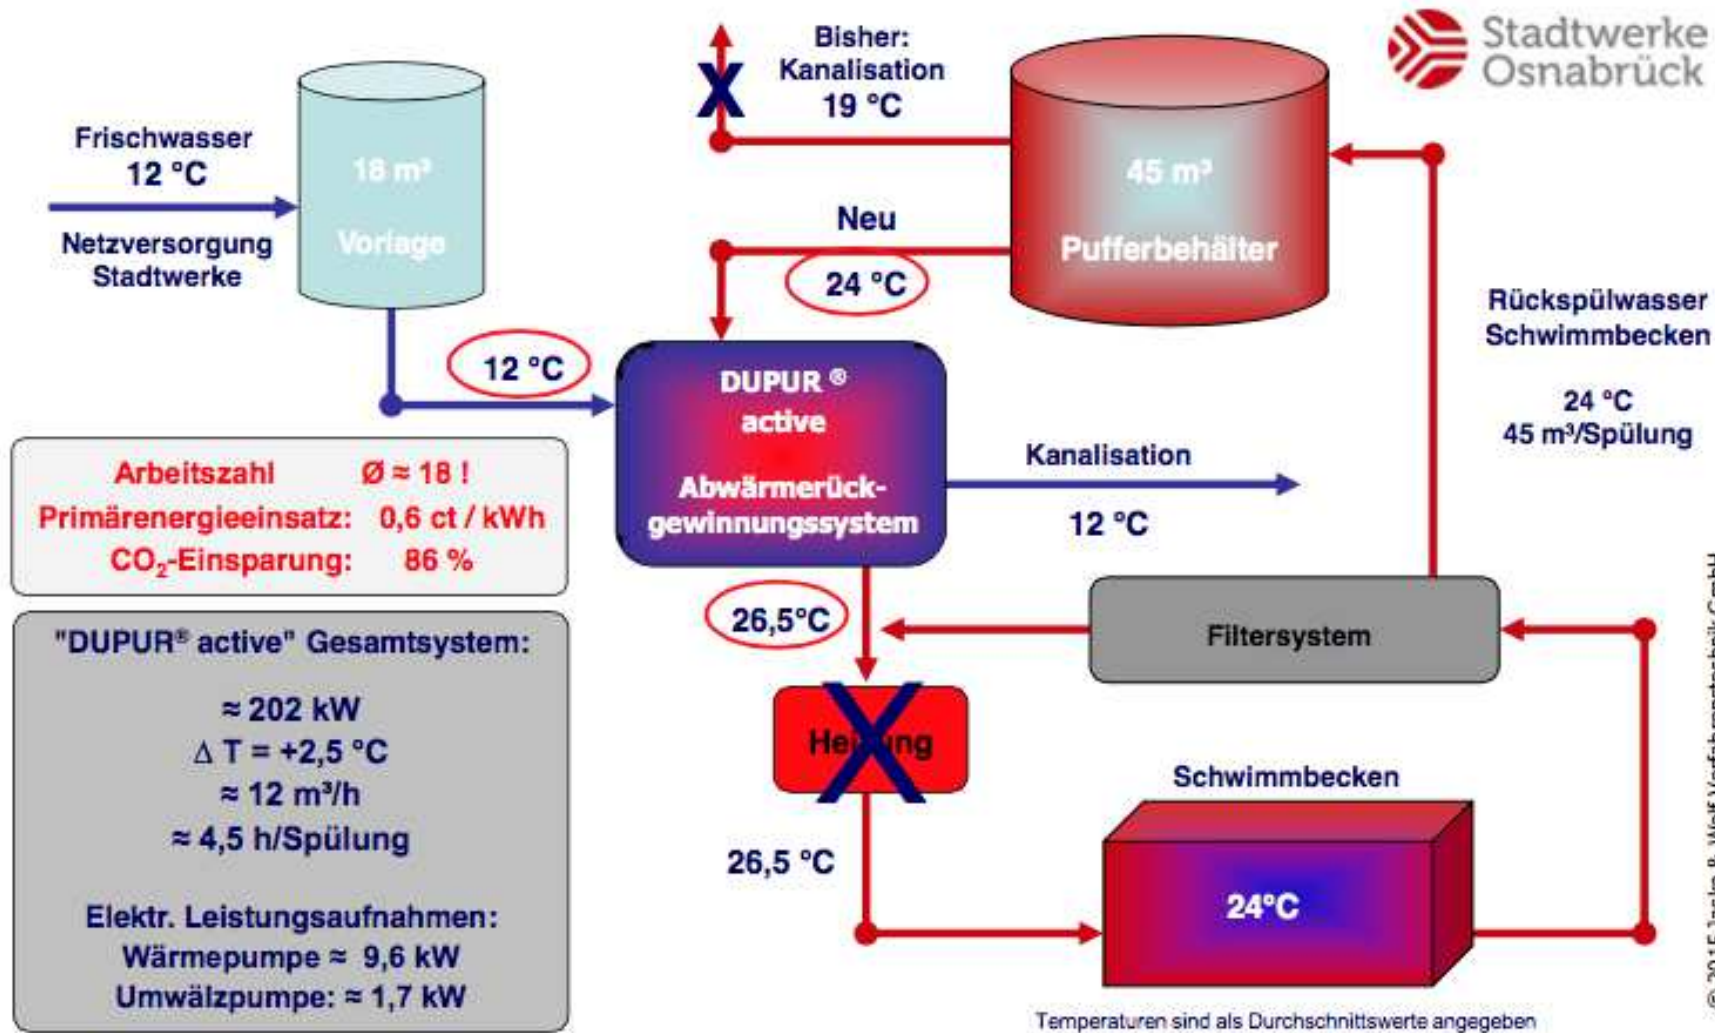 Stadtwerke
Osnabrück
Bisher:
Kanalisation
19 °C
Frischwasser
12 °C
Netzversorgung
Stadtwerke
18 m³
Vorlage
45 m³
Pufferbehälter
Neu
24 °C
12 °C
Rückspülwasser
Schwimmbecken
24 °C
45 m³/Spülung
DUPUR ®
active
Abwärmerück-
gewinnungssystem
Kanalisation
12 °C
Arbeitszahl Ø ≈ 18 !
Primärenergieeinsatz: 0,6 ct / kWh
CO₂-Einsparung: 86 %
26,5°C
Filtersystem
"DUPUR® active" Gesamtsystem:
≈ 202 kW
Δ T = +2,5 °C
≈ 12 m³/h
≈ 4,5 h/Spülung
Elektr. Leistungsaufnahmen:
Wärmepumpe ≈ 9,6 kW
Umwälzpumpe: ≈ 1,7 kW
Heizung
X
X
26,5 °C
Schwimmbecken
24°C
Temperaturen sind als Durchschnittswerte angegeben